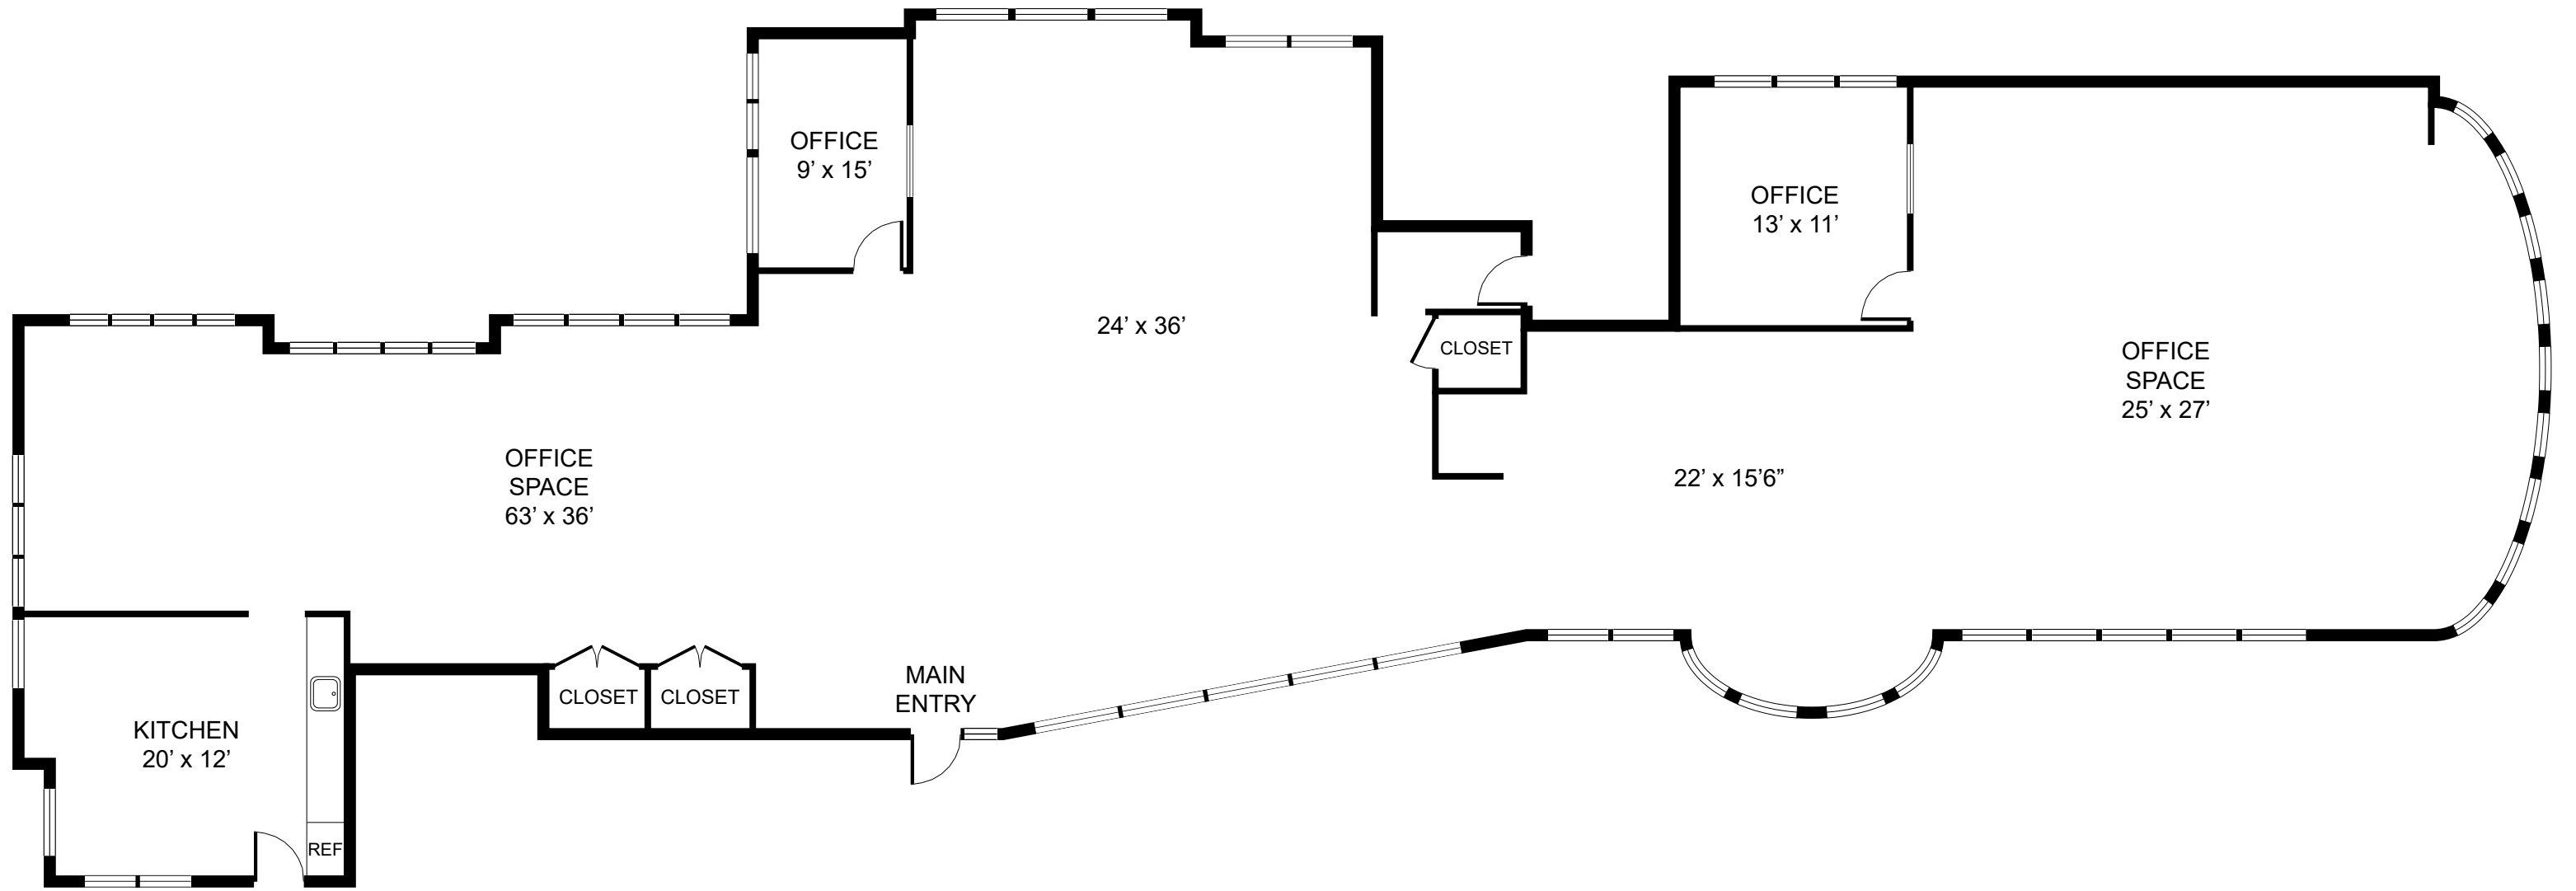 OFFICE
9’ x 15’
OFFICE
13’ x 11’
24’ x 36’
CLOSET
OFFICE
SPACE
25’ x 27’
OFFICE
SPACE
63’ x 36’
22’ x 15’6”
MAIN
ENTRY
CLOSET
CLOSET
KITCHEN
20’ x 12’
REF